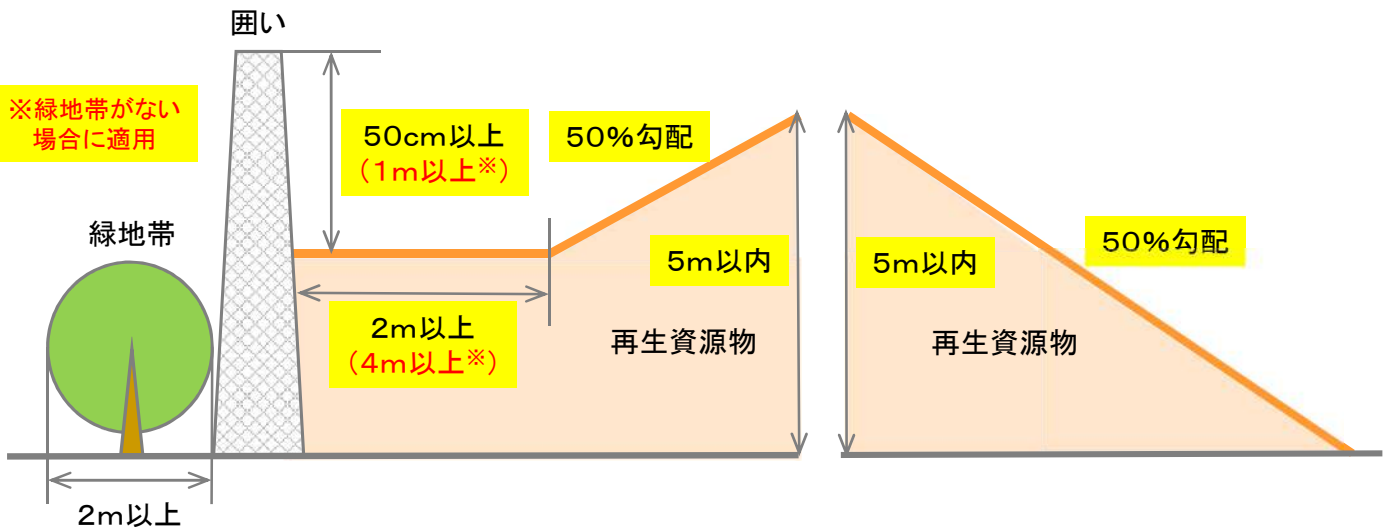 囲い
※緑地帯がない
場合に適用
50cm以上
（1m以上※）
50％勾配
緑地帯
5m以内
2m以上
（4m以上※）
再生資源物
2m以上
5m以内
50％勾配
再生資源物